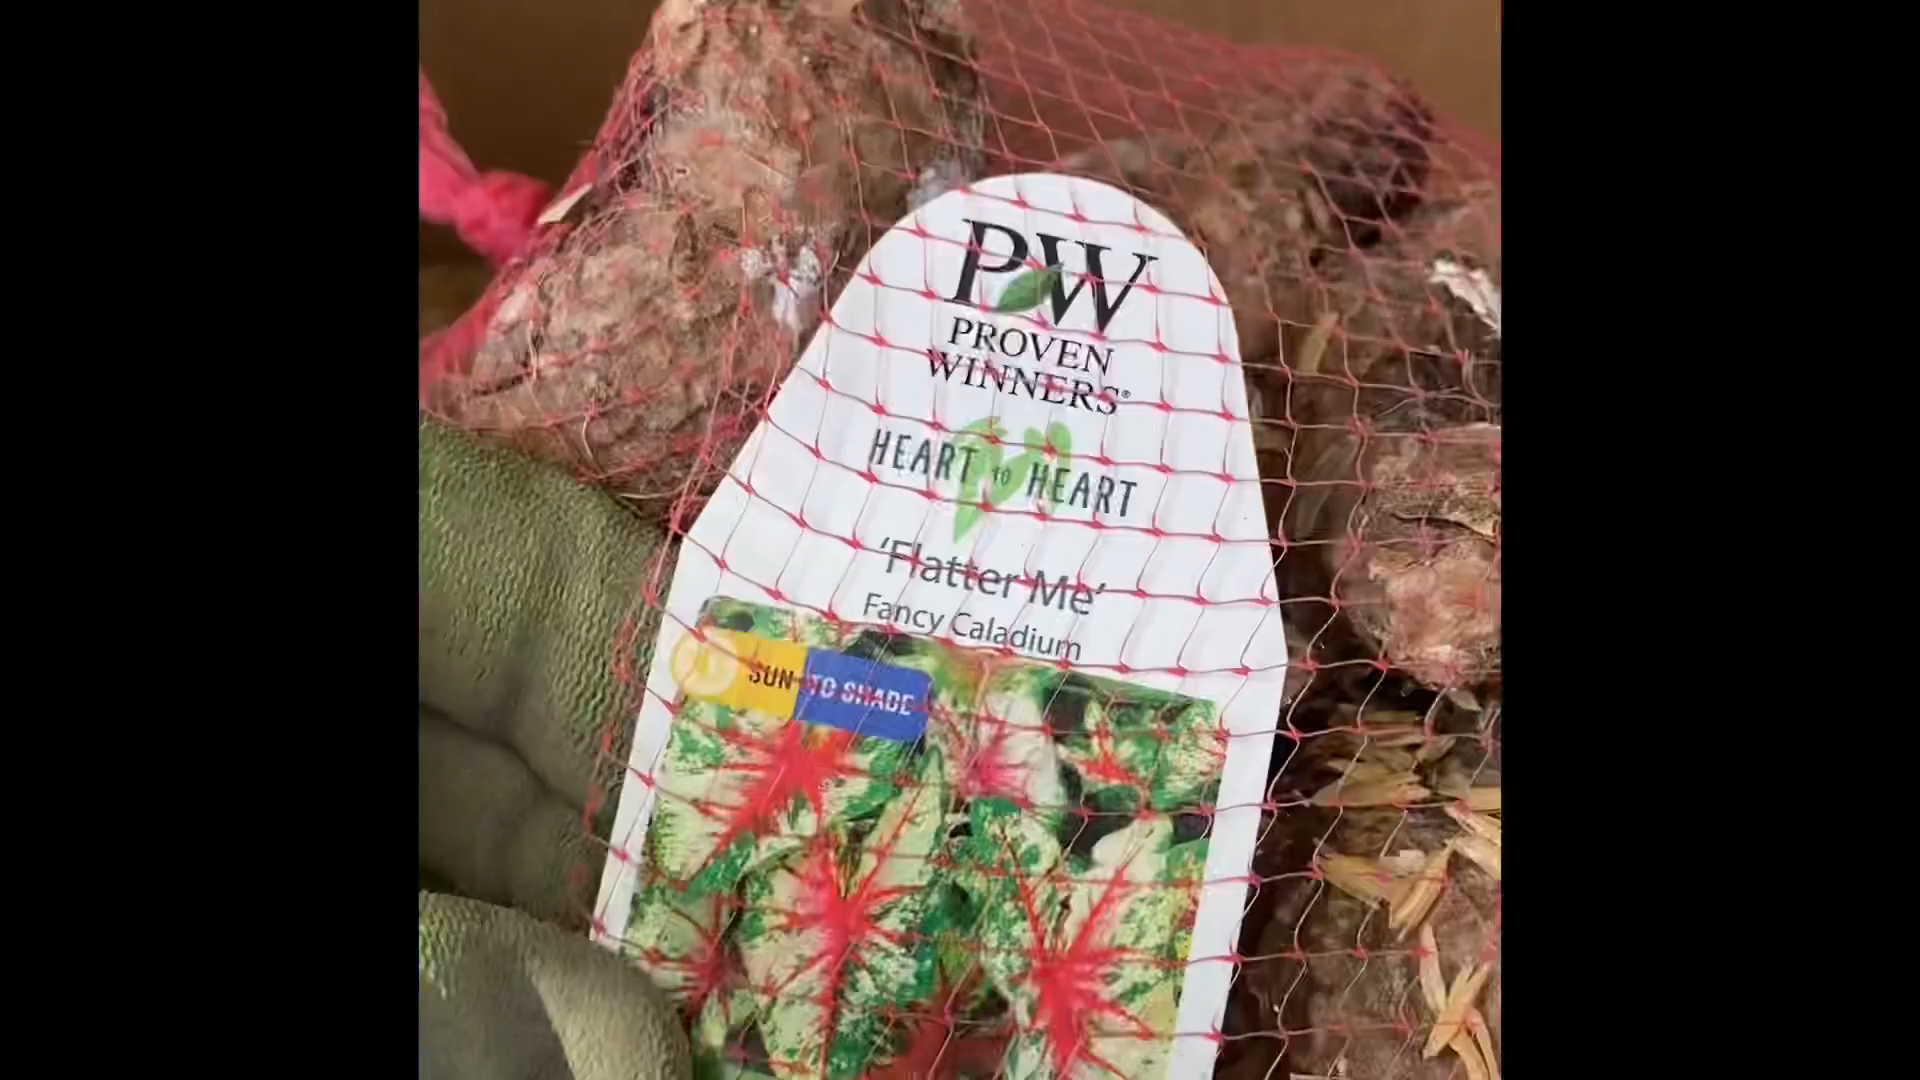 PW
PROVEN
WINNERS®
HEART to HEART
'Flatter Me'
Fancy Caladium
SUN TO SHADE